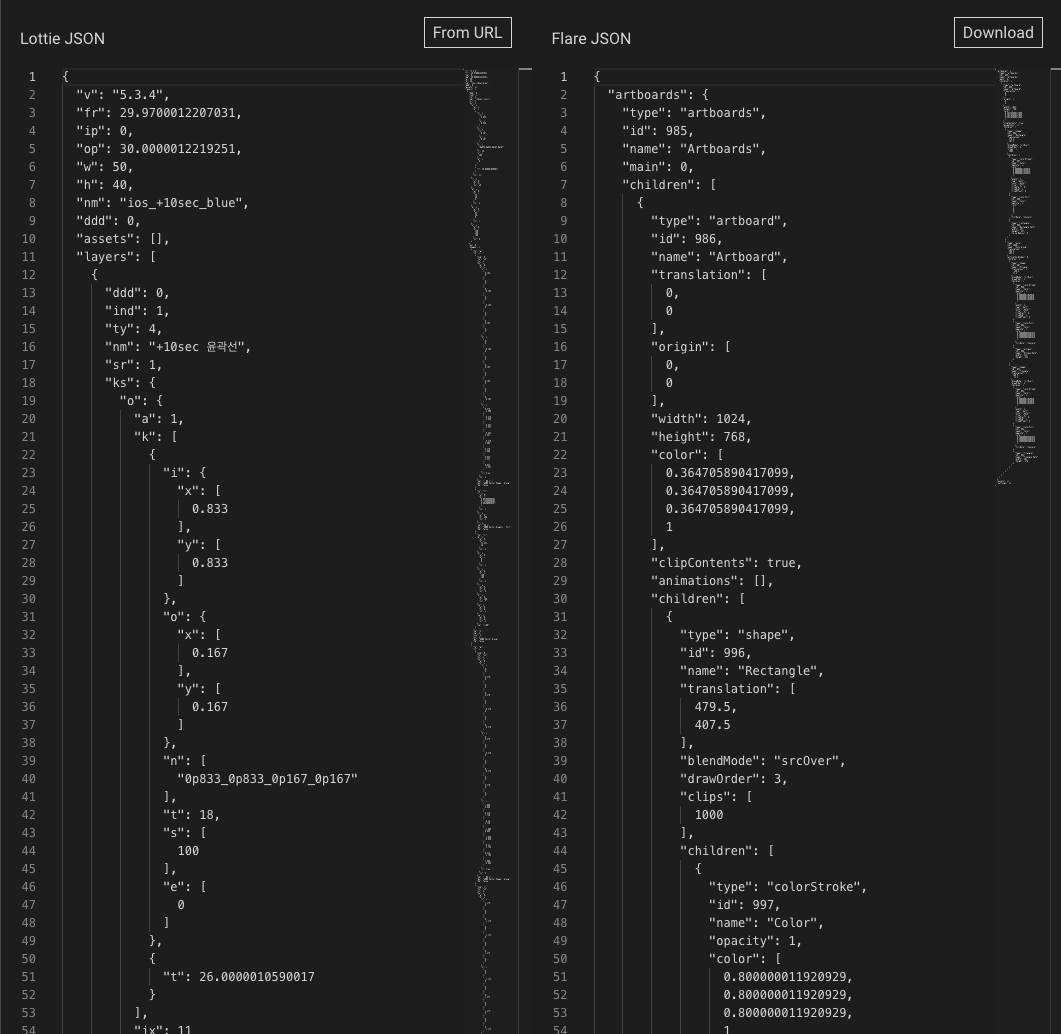 Lottie JSON
From URL
1 {
2 "v": "5.3.4",
3 "fr": 29.9700012207031,
4 "ip": 0,
5 "op": 30.0000012219251,
6 "w": 50,
7 "h": 40,
8 "nm": "ios_+10sec_blue",
9 "ddd": 0,
10 "assets": [],
11 "layers": [
12 {
13 "ddd": 0,
14 "ind": 1,
15 "ty": 4,
16 "nm": "+10sec 윤곽선",
17 "sr": 1,
18 "ks": {
19 "o": {
20 "a": 1,
21 "k": [
22 {
23 "i": {
24 "x": [
25 0.833
26 ],
27 "y": [
28 0.833
29 ]
30 },
31 "o": {
32 "x": [
33 0.167
34 ],
35 "y": [
36 0.167
37 ]
38 },
39 "n": [
40 "0p833_0p833_0p167_0p167"
41 ],
42 "t": 18,
43 "s": [
44 100
45 ],
46 "e": [
47 0
48 ]
49 },
50 {
51 "t": 26.0000010590017
52 }
53 ],
54 "ix": 11
Flare JSON
Download
1 {
2 "artboards": {
3 "type": "artboards",
4 "id": 985,
5 "name": "Artboards",
6 "main": 0,
7 "children": [
8 {
9 "type": "artboard",
10 "id": 986,
11 "name": "Artboard",
12 "translation": [
13 0,
14 0
15 ],
16 "origin": [
17 0,
18 0
19 ],
20 "width": 1024,
21 "height": 768,
22 "color": [
23 0.364705890417099,
24 0.364705890417099,
25 0.364705890417099,
26 1
27 ],
28 "clipContents": true,
29 "animations": [],
30 "children": [
31 {
32 "type": "shape",
33 "id": 996,
34 "name": "Rectangle",
35 "translation": [
36 479.5,
37 407.5
38 ],
39 "blendMode": "srcOver",
40 "drawOrder": 3,
41 "clips": [
42 1000
43 ],
44 "children": [
45 {
46 "type": "colorStroke",
47 "id": 997,
48 "name": "Color",
49 "opacity": 1,
50 "color": [
51 0.800000011920929,
52 0.800000011920929,
53 0.800000011920929,
54 1